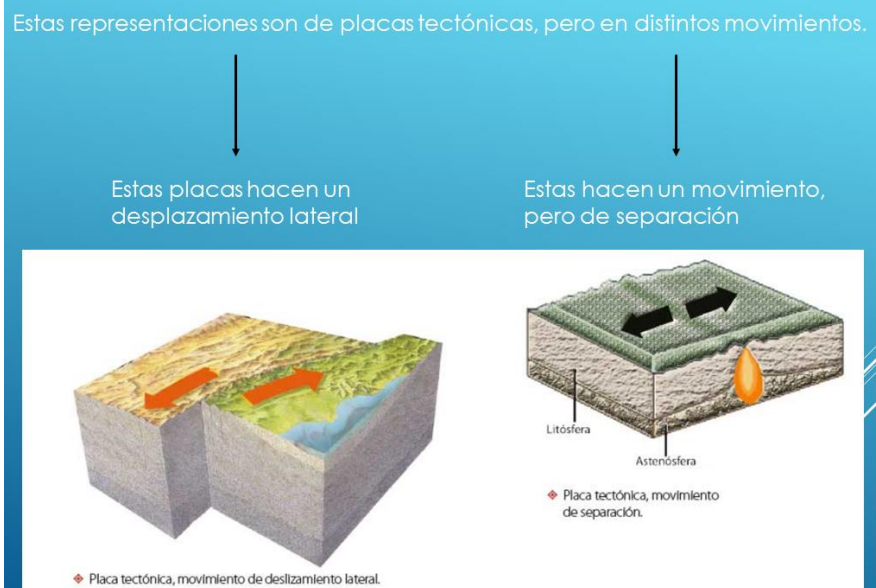 Estas representaciones son de placas tectónicas, pero en distintos movimientos.
Estas placas hacen un
desplazamiento lateral
Estas hacen un movimiento,
pero de separación
Litósfera
Astenósfera
Placa tectónica, movimiento
de separación.
Placa tectónica, movimiento de deslizamiento lateral.